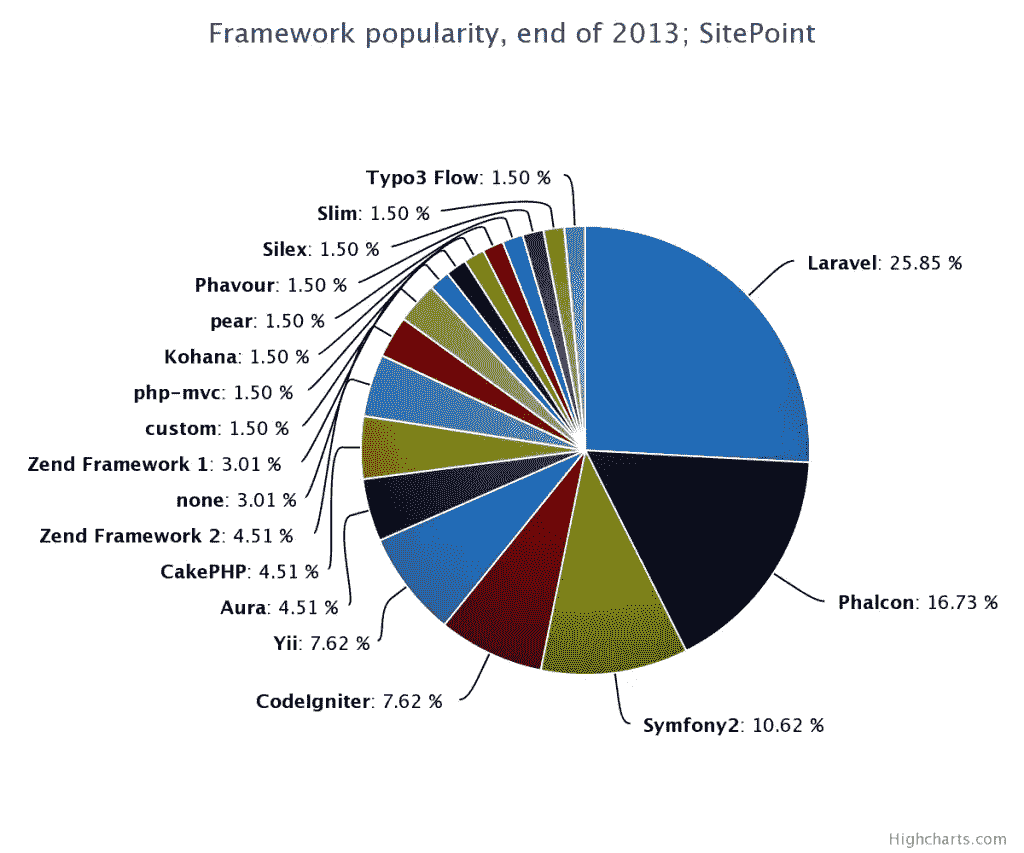 Framework popularity, end of 2013; SitePoint
Typo3 Flow: 1.50 %
Slim: 1.50 %
Silex: 1.50 %
Laravel: 25.85 %
Phavour: 1.50 %
pear: 1.50 %
Kohana: 1.50 %
php-mvc: 1.50 %
custom: 1.50 %
Zend Framework 1: 3.01 %
none: 3.01 %
Zend Framework 2: 4.51 %
CakePHP: 4.51 %
Aura: 4.51 %
Phalcon: 16.73 %
Yii: 7.62 %
CodeIgniter: 7.62 %
Symfony2: 10.62 %
Highcharts.com